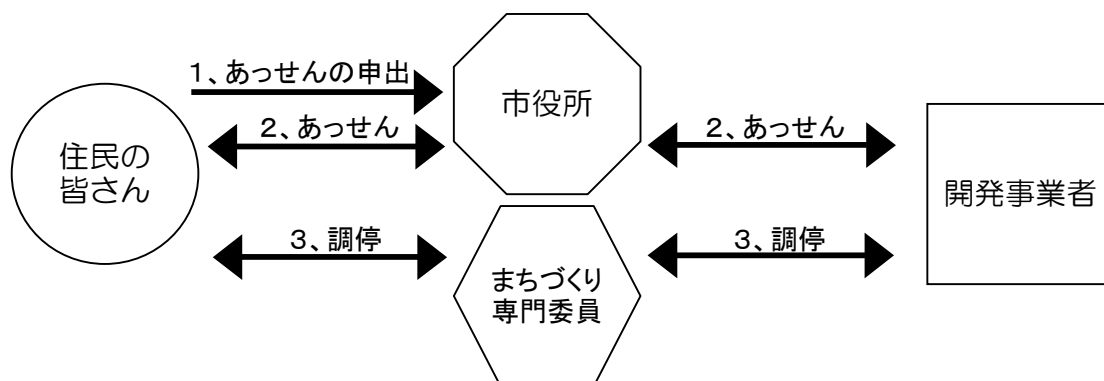 1、あっせんの申出
市役所
2、あっせん
2、あっせん
住民の
皆さん
開発事業者
3、調停
3、調停
まちづくり
専門委員